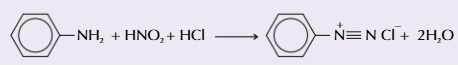 –NH₂ + HNO₂ + HCl ⟶ –N⁺≡N Cl⁻ + 2H₂O